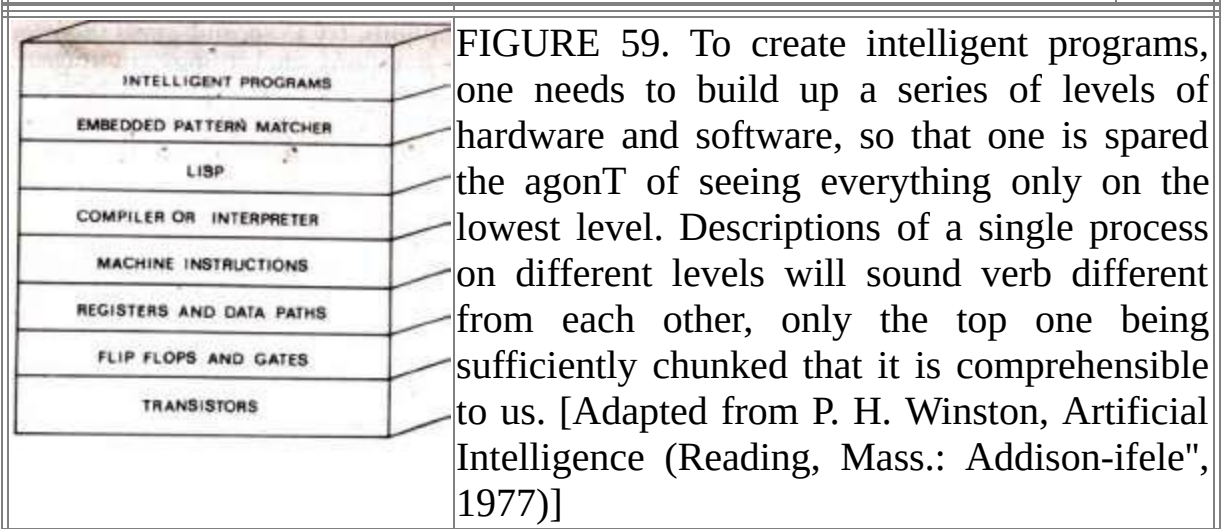 INTELLIGENT PROGRAMS
EMBEDDED PATTERN MATCHER
LISP
COMPILER OR INTERPRETER
MACHINE INSTRUCTIONS
REGISTERS AND DATA PATHS
FLIP FLOPS AND GATES
TRANSISTORS
FIGURE 59. To create intelligent programs,
one needs to build up a series of levels of
hardware and software, so that one is spared
the agonT of seeing everything only on the
lowest level. Descriptions of a single process
on different levels will sound verb different
from each other, only the top one being
sufficiently chunked that it is comprehensible
to us. [Adapted from P. H. Winston, Artificial
Intelligence (Reading, Mass.: Addison-ifele",
1977)]